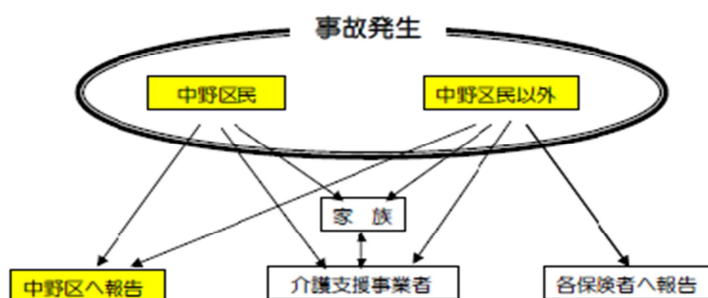 事故発生
中野区民
中野区民以外
家 族
中野区へ報告
介護支援事業者
各保険者へ報告